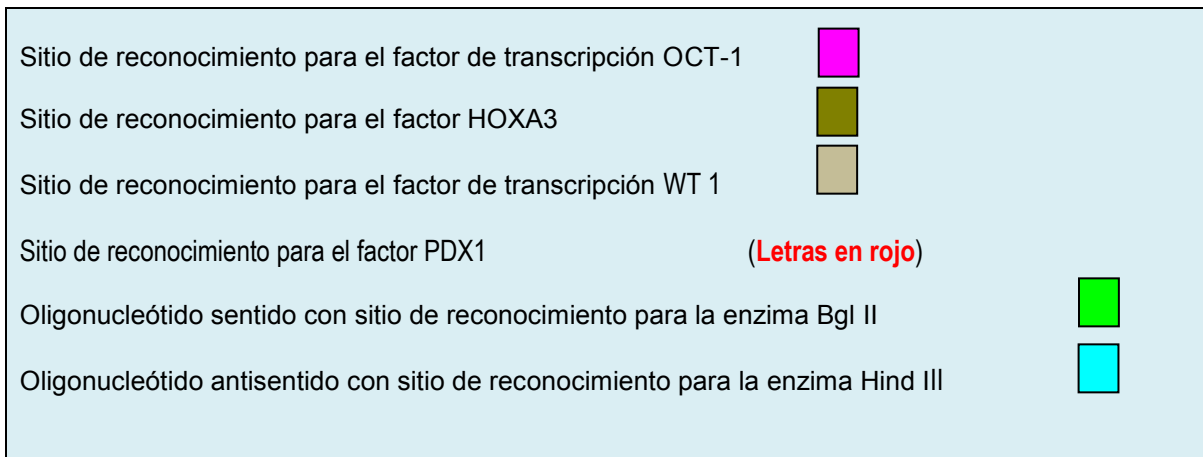 Sitio de reconocimiento para el factor de transcripción OCT-1
Sitio de reconocimiento para el factor HOXA3
Sitio de reconocimiento para el factor de transcripción WT 1
Sitio de reconocimiento para el factor PDX1 (Letras en rojo)
Oligonucleótido sentido con sitio de reconocimiento para la enzima Bgl II
Oligonucleótido antisentido con sitio de reconocimiento para la enzima Hind III